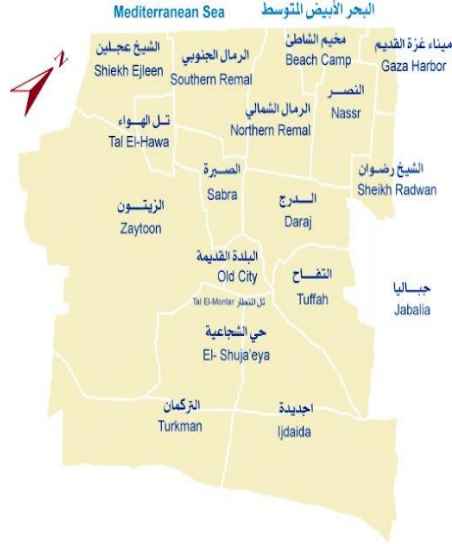 Mediterranean Sea البحر الأبيض المتوسط
N
الشيخ عجلين
Shiekh Ejleen
الرمال الجنوبي
Southern Remal
مخيم الشاطئ
Beach Camp
ميناء غزة القديم
Gaza Harbor
النصر
Nassr
تل الهواء
Tal El-Hawa
الرمال الشمالي
Northern Remal
الصبرة
Sabra
الشيخ رضوان
Sheikh Radwan
الزيتون
Zaytoon
الدرج
Daraj
البلدة القديمة
Old City
التفاح
Tuffah
جباليا
Jabalia
Tal El-Montar تل المنطار
حي الشجاعية
El- Shuja'eya
التركمان
Turkman
اجديدة
Ijdaida